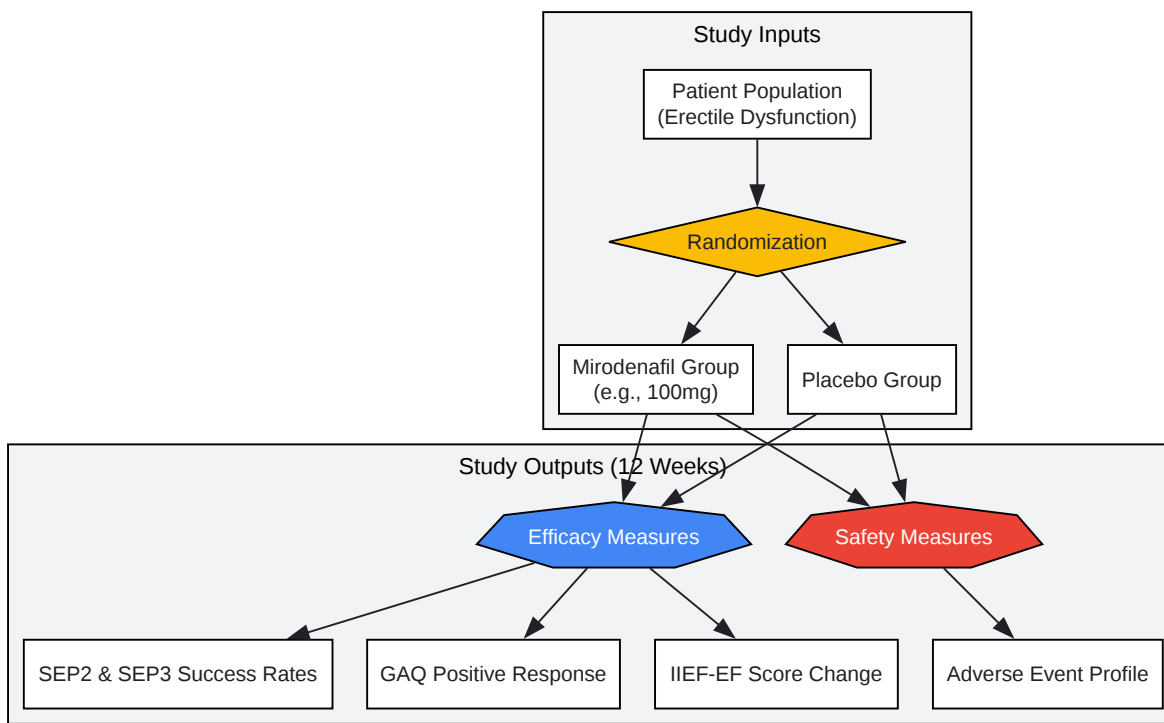 Study Inputs
Patient Population
(Erectile Dysfunction)
Randomization
Mirodenafil Group
(e.g., 100mg)
Placebo Group
Study Outputs (12 Weeks)
Efficacy Measures
Safety Measures
SEP2 & SEP3 Success Rates
GAQ Positive Response
IIEF-EF Score Change
Adverse Event Profile